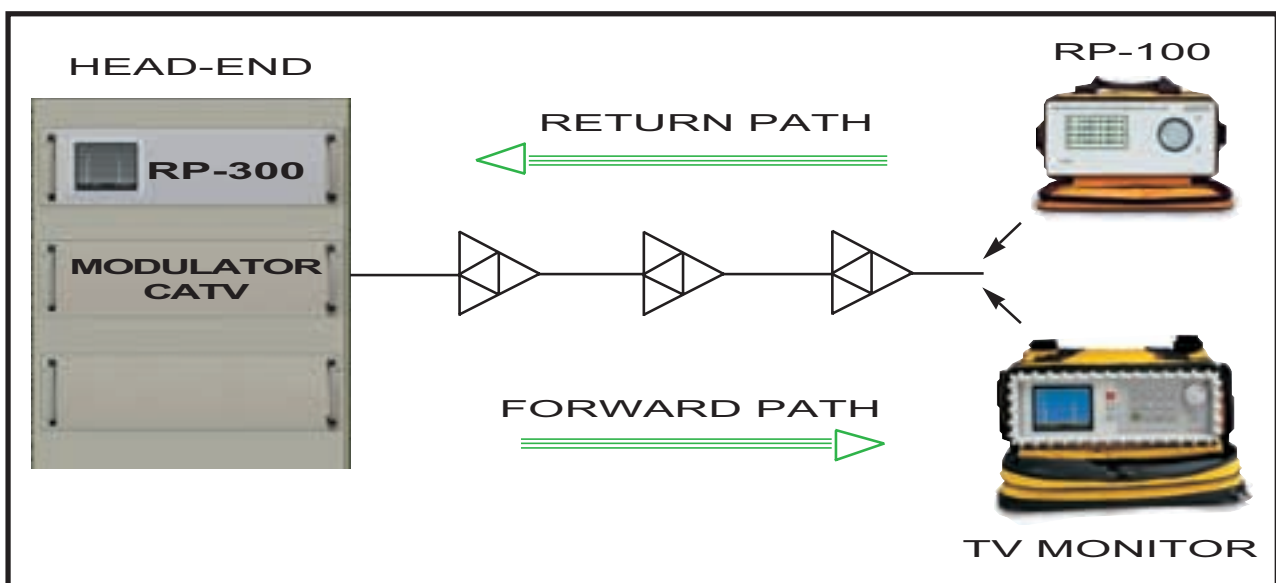 HEAD-END
RP-100
RETURN PATH
RP-300
MODULATOR
CATV
FORWARD PATH
TV MONITOR